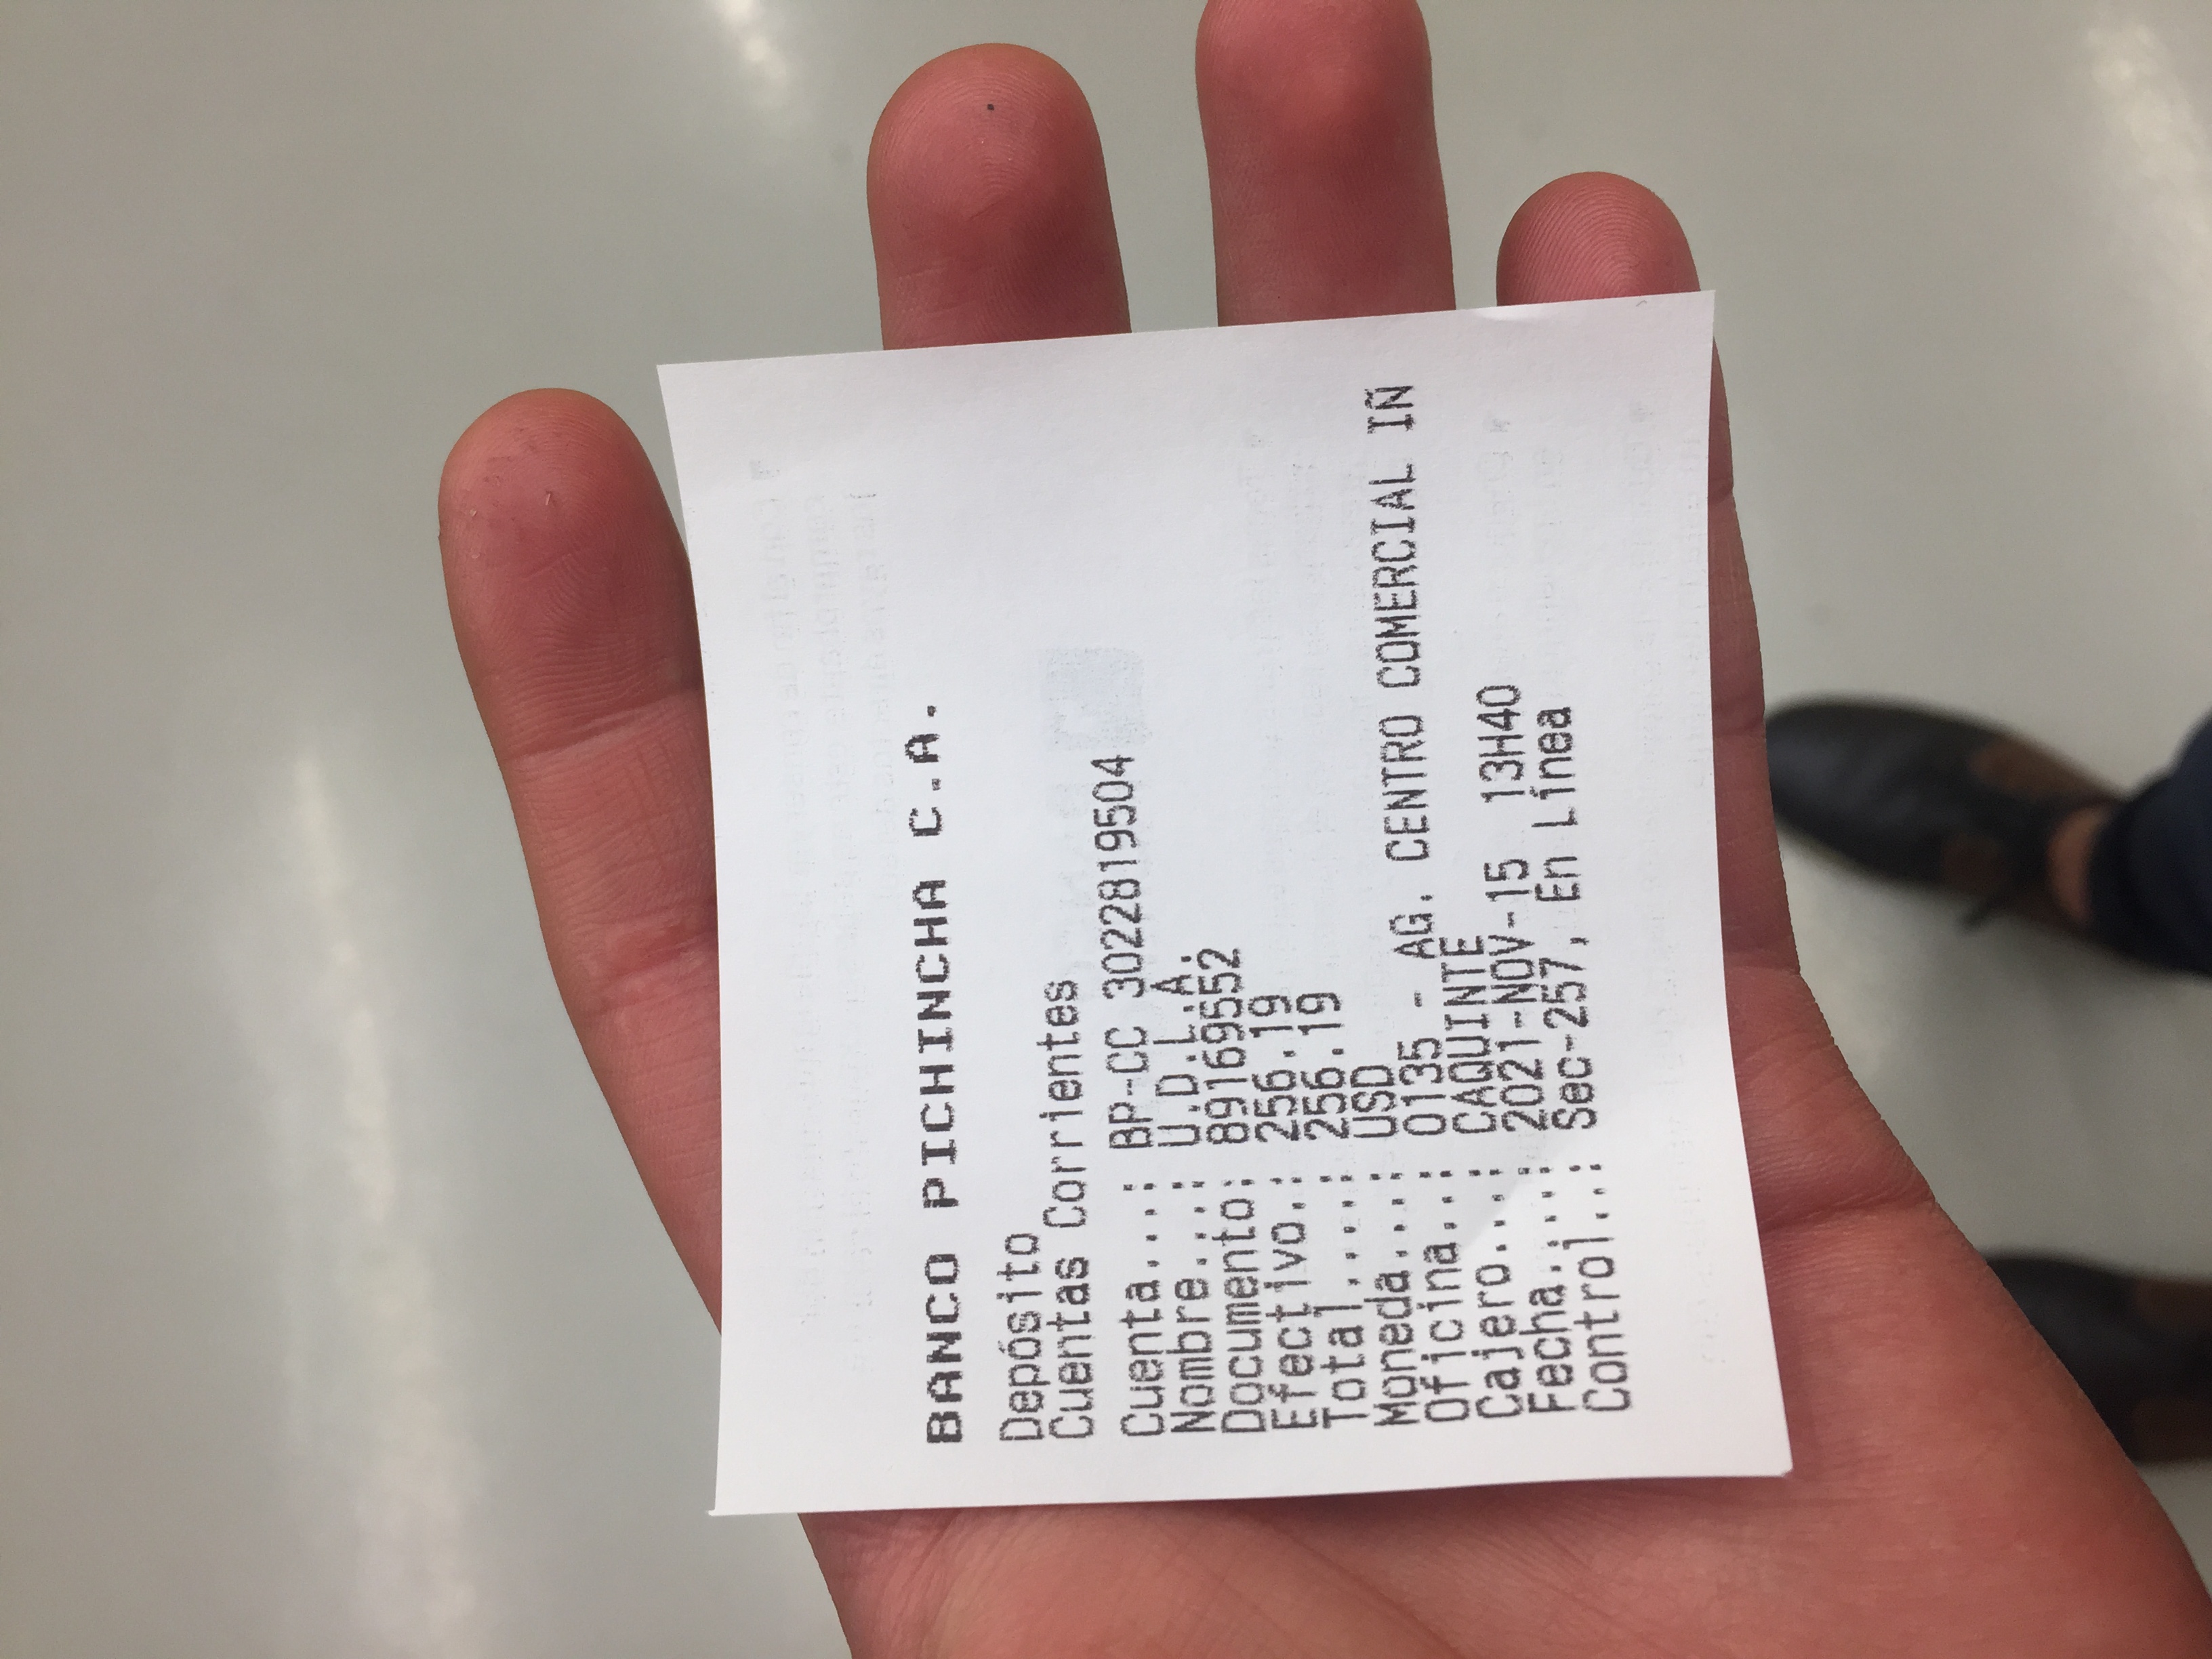 BANCO PICHINCHA C.A.
Depósito
Cuentas Corrientes
Cuenta....: BP-CC 3022819504
Nombre....: U.D.L.A.
Documento: 89169552
Efectivo.: 256.19
Total.....: 256.19
Moneda....: USD
Oficina...: 0135 - AG. CENTRO COMERCIAL IÑ
Cajero....: CAQUINTE
Fecha.....: 2021-NOV-15 13H40
Control...: Sec-257, En Línea